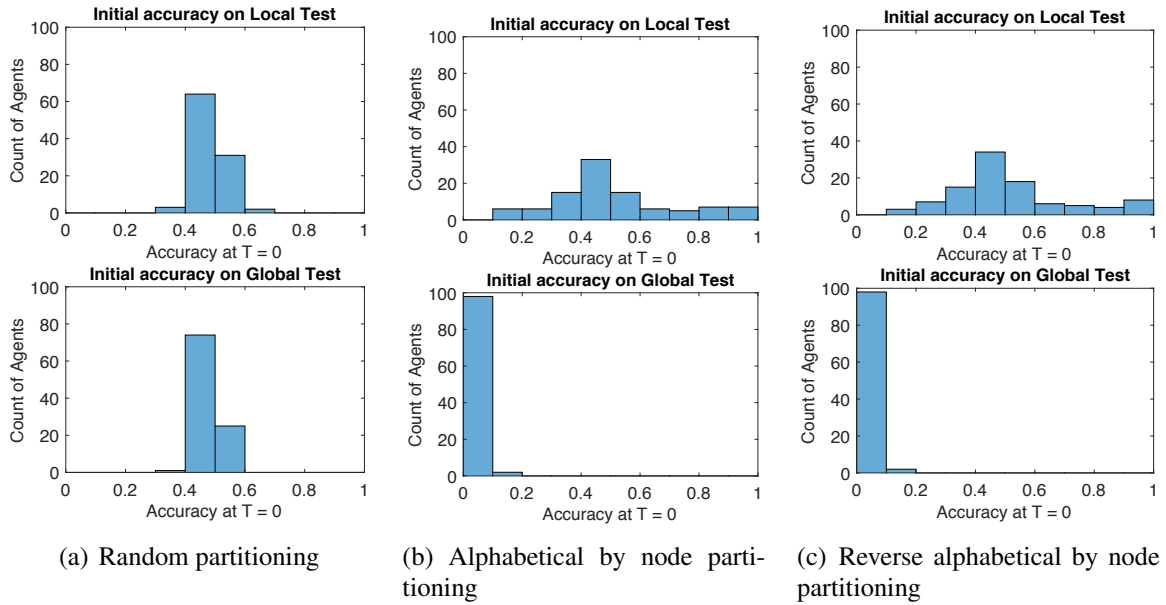 Initial accuracy on Local Test
100
80
60
40
20
0
Count of Agents
0 0.2 0.4 0.6 0.8 1
Accuracy at T = 0
Initial accuracy on Global Test
100
80
60
40
20
0
Count of Agents
0 0.2 0.4 0.6 0.8 1
Accuracy at T = 0
(a) Random partitioning
Initial accuracy on Local Test
100
80
60
40
20
0
Count of Agents
0 0.2 0.4 0.6 0.8 1
Accuracy at T = 0
Initial accuracy on Global Test
100
80
60
40
20
0
Count of Agents
0 0.2 0.4 0.6 0.8 1
Accuracy at T = 0
(b) Alphabetical by node parti-
tioning
Initial accuracy on Local Test
100
80
60
40
20
0
Count of Agents
0 0.2 0.4 0.6 0.8 1
Accuracy at T = 0
Initial accuracy on Global Test
100
80
60
40
20
0
Count of Agents
0 0.2 0.4 0.6 0.8 1
Accuracy at T = 0
(c) Reverse alphabetical by node
partitioning